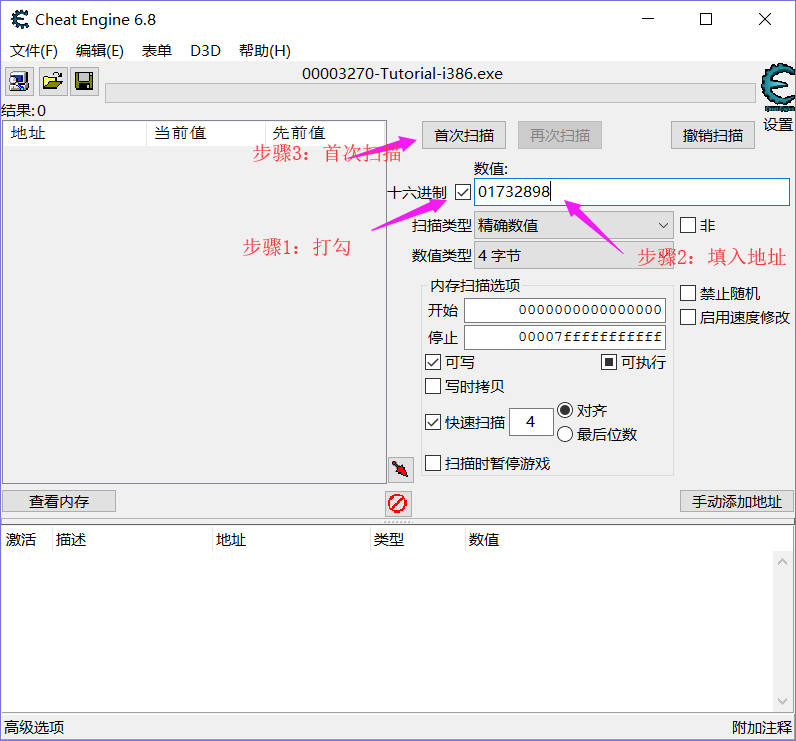 Cheat Engine 6.8
文件(F) 编辑(E) 表单 D3D 帮助(H)
00003270-Tutorial-i386.exe
结果:0
设置
地址 当前值 先前值
首次扫描 再次扫描 撤销扫描
步骤3：首次扫描
数值:
十六进制 01732898
扫描类型 精确数值 非
步骤1：打勾
步骤2：填入地址
数值类型 4 字节
内存扫描选项
开始 0000000000000000
停止 00007fffffffffff
禁止随机
启用速度修改
可写 可执行
写时拷贝
快速扫描 4 对齐
最后位数
扫描时暂停游戏
查看内存 手动添加地址
激活 描述 地址 类型 数值
高级选项 附加注释